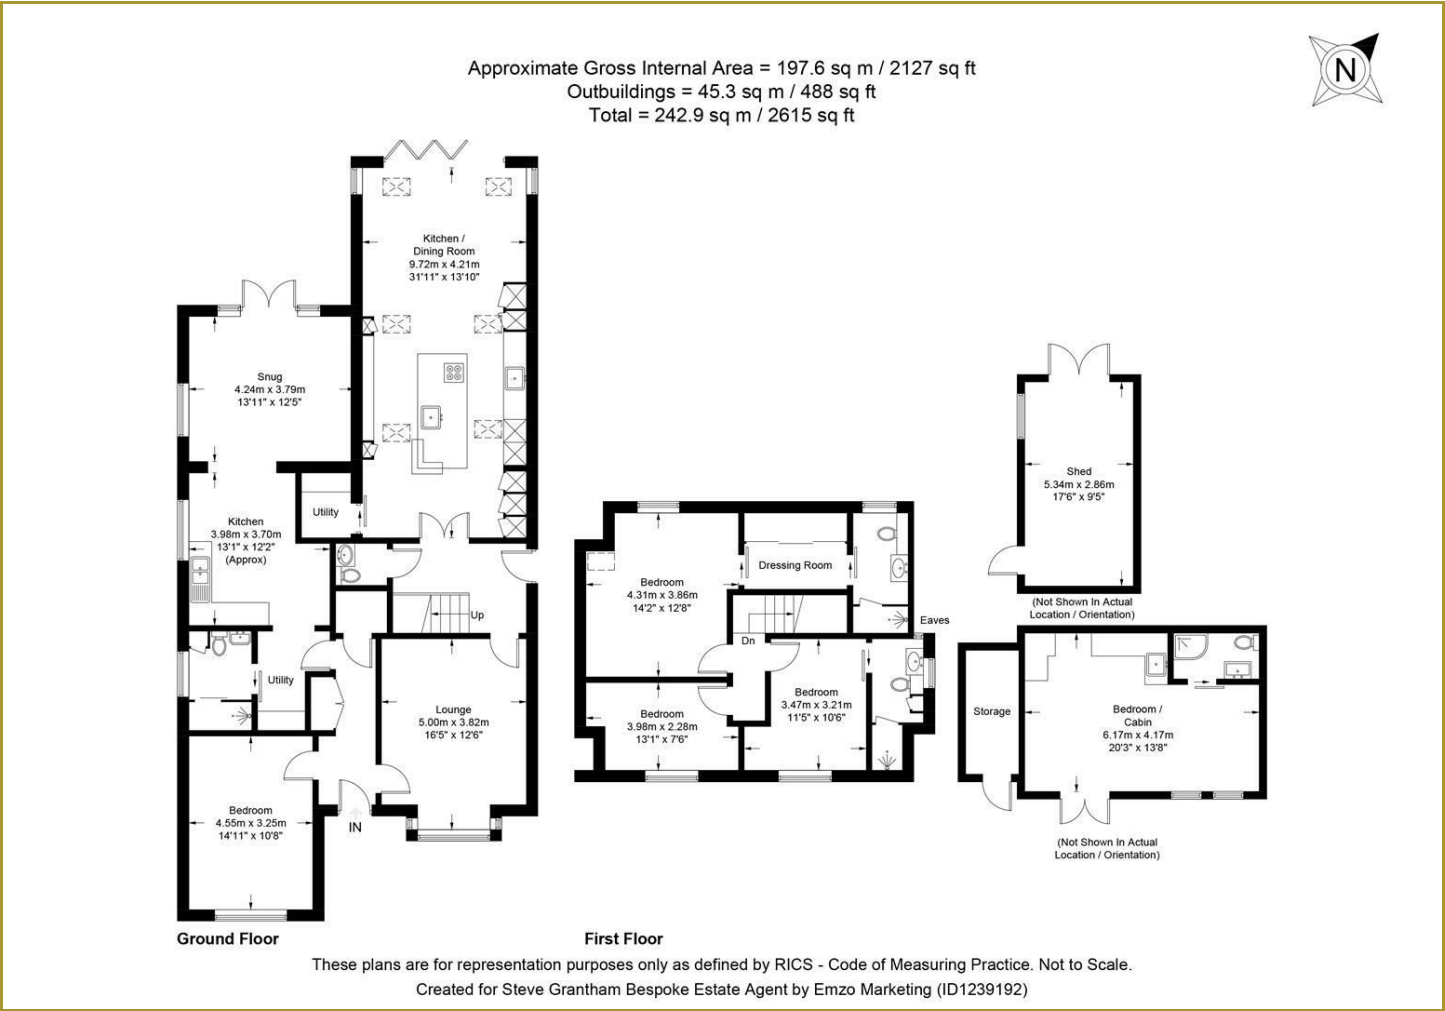 Approximate Gross Internal Area = 197.6 sq m / 2127 sq ft
Outbuildings = 45.3 sq m / 488 sq ft
Total = 242.9 sq m / 2615 sq ft
N
Kitchen /
Dining Room
9.72m x 4.21m
31'11" x 13'10"
Snug
4.24m x 3.79m
13'11" x 12'5"
Utility
Kitchen
3.98m x 3.70m
13'1" x 12'2"
(Approx)
Up
Utility
Lounge
5.00m x 3.82m
16'5" x 12'6"
Bedroom
4.55m x 3.25m
14'11" x 10'8"
IN
Ground Floor
Dressing Room
Bedroom
4.31m x 3.86m
14'2" x 12'8"
Eaves
Dn
Bedroom
3.47m x 3.21m
11'5" x 10'6"
Bedroom
3.98m x 2.28m
13'1" x 7'6"
First Floor
Shed
5.34m x 2.86m
17'6" x 9'5"
(Not Shown In Actual
Location / Orientation)
Storage
Bedroom /
Cabin
6.17m x 4.17m
20'3" x 13'8"
(Not Shown In Actual
Location / Orientation)
These plans are for representation purposes only as defined by RICS - Code of Measuring Practice. Not to Scale.
Created for Steve Grantham Bespoke Estate Agent by Emzo Marketing (ID1239192)